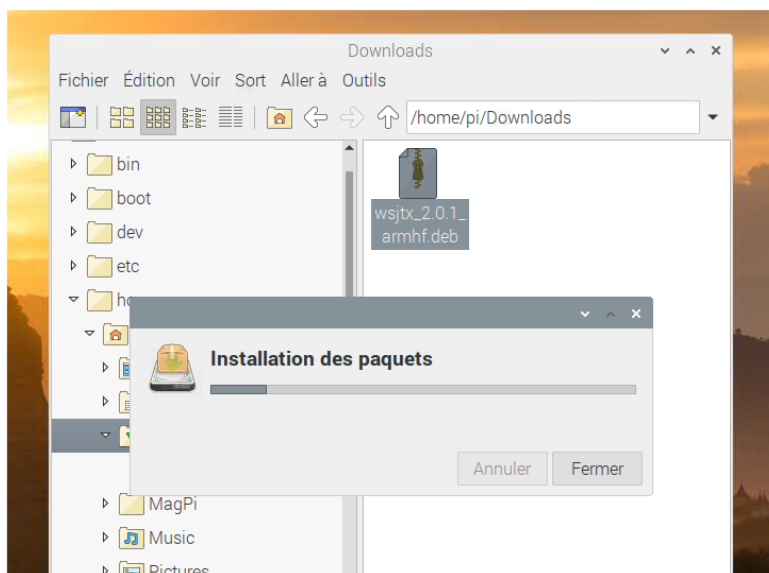 Downloads
Fichier Édition Voir Sort Aller à Outils
/home/pi/Downloads
bin
boot
dev
etc
wsjtx_2.0.1_
armhf.deb
Installation des paquets
Annuler Fermer
MagPi
Music
Pictures